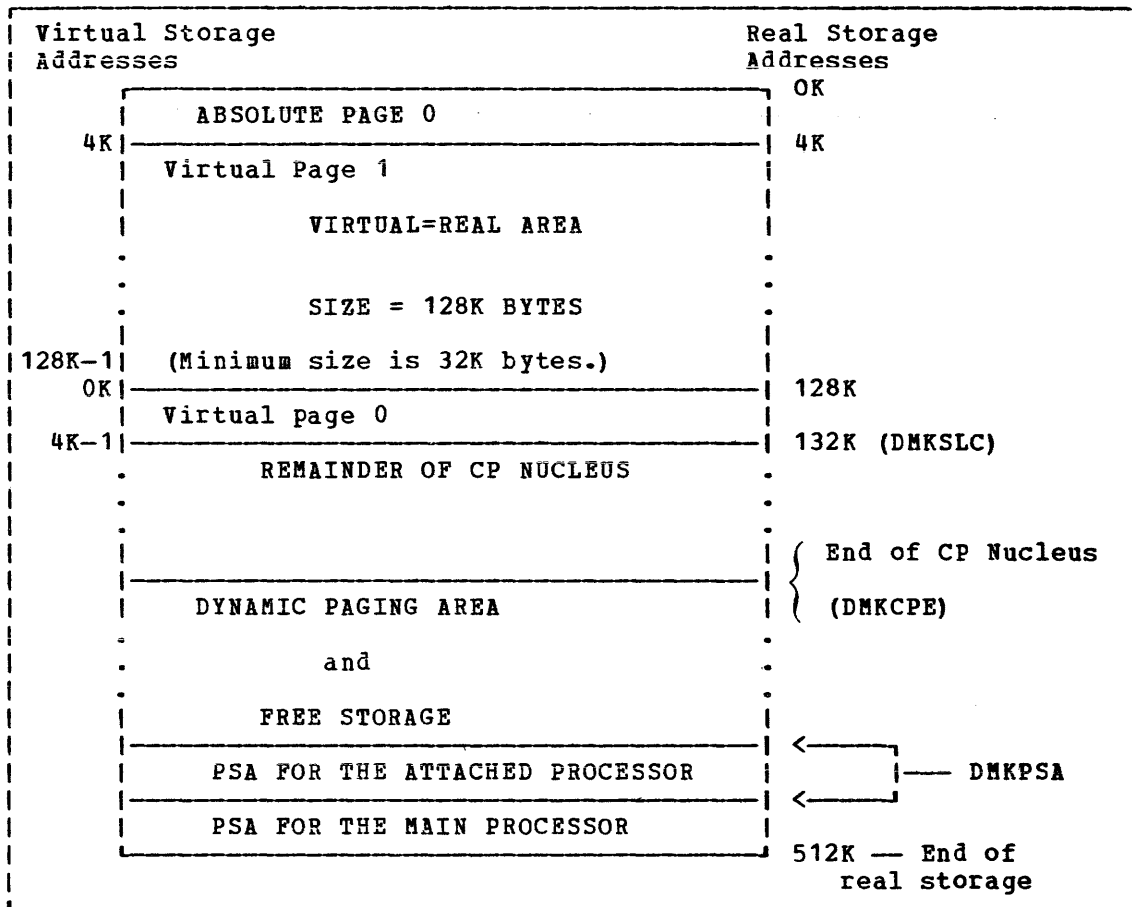 Virtual Storage Real Storage
Addresses Addresses
0K
ABSOLUTE PAGE 0
4K 4K
Virtual Page 1
VIRTUAL=REAL AREA
SIZE = 128K BYTES
128K-1 (Minimum size is 32K bytes.)
0K 128K
Virtual page 0
4K-1 132K (DMKSLC)
REMAINDER OF CP NUCLEUS
End of CP Nucleus
DYNAMIC PAGING AREA (DMKCPE)
and
FREE STORAGE
PSA FOR THE ATTACHED PROCESSOR DMKPSA
PSA FOR THE MAIN PROCESSOR
512K — End of
real storage